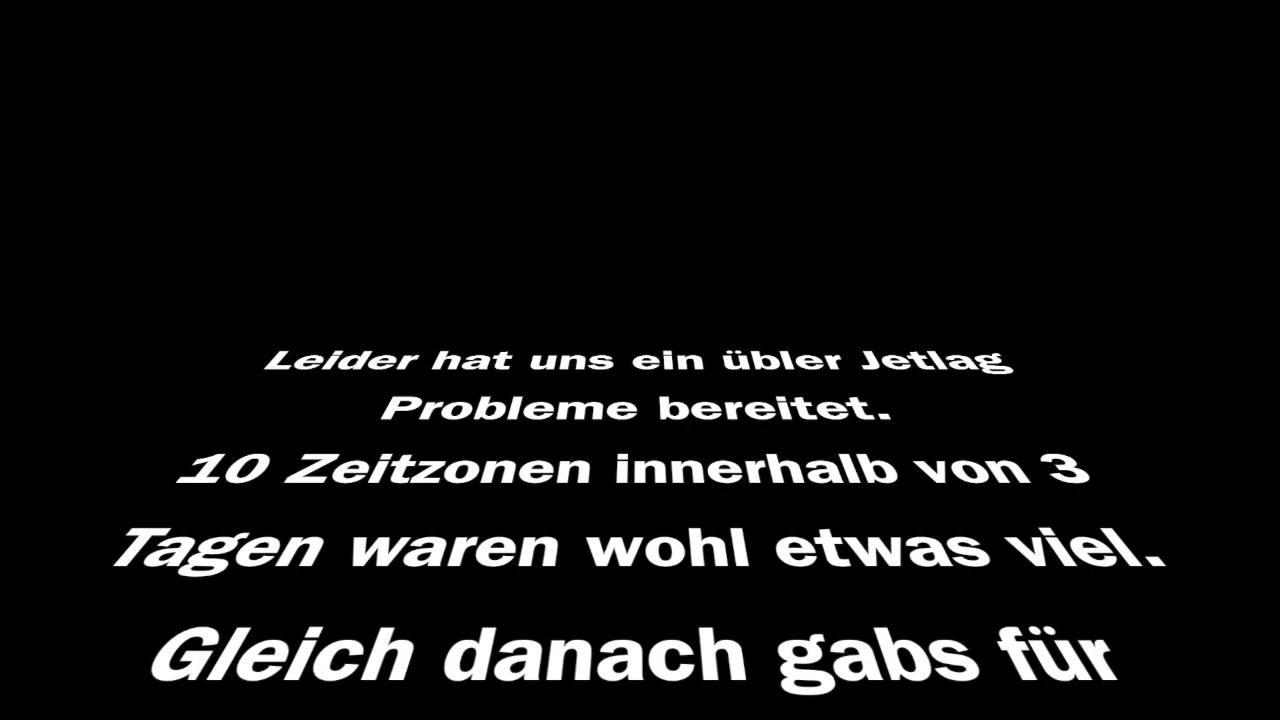 Leider hat uns ein übler Jetlag
Probleme bereitet.
10 Zeitzonen innerhalb von 3
Tagen waren wohl etwas viel.
Gleich danach gabs für